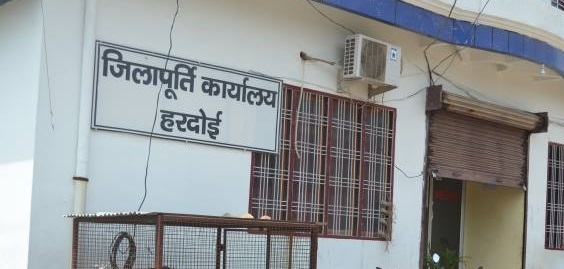 जिलापूर्ति कार्यालय
हरदोई